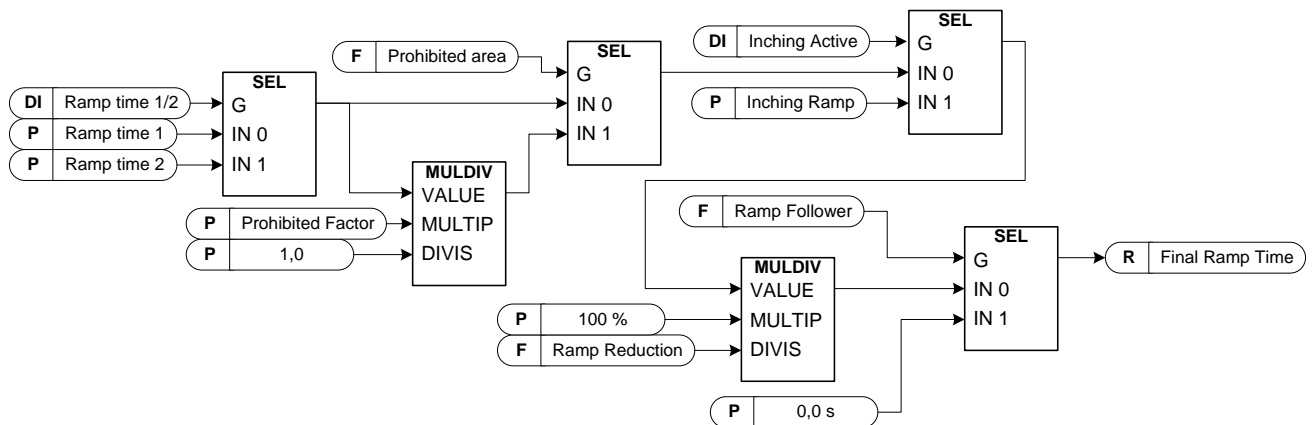 SEL
DI Inching Active
G
IN 0
P Inching Ramp
IN 1
SEL
F Prohibited area
G
IN 0
IN 1
SEL
DI Ramp time 1/2
G
P Ramp time 1
IN 0
P Ramp time 2
IN 1
MULDIV
VALUE
P Prohibited Factor
MULTIP
P 1,0
DIVIS
F Ramp Follower
SEL
G
IN 0
IN 1
R Final Ramp Time
MULDIV
VALUE
P 100 %
MULTIP
F Ramp Reduction
DIVIS
P 0,0 s